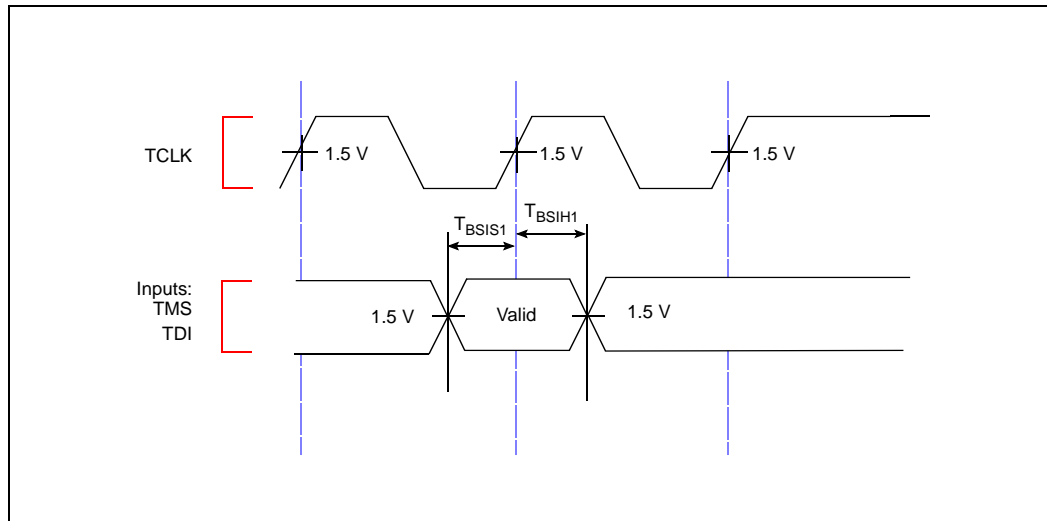 TCLK
1.5 V
1.5 V
1.5 V
TBSIS1
TBSIH1
Inputs:
TMS
TDI
1.5 V
Valid
1.5 V